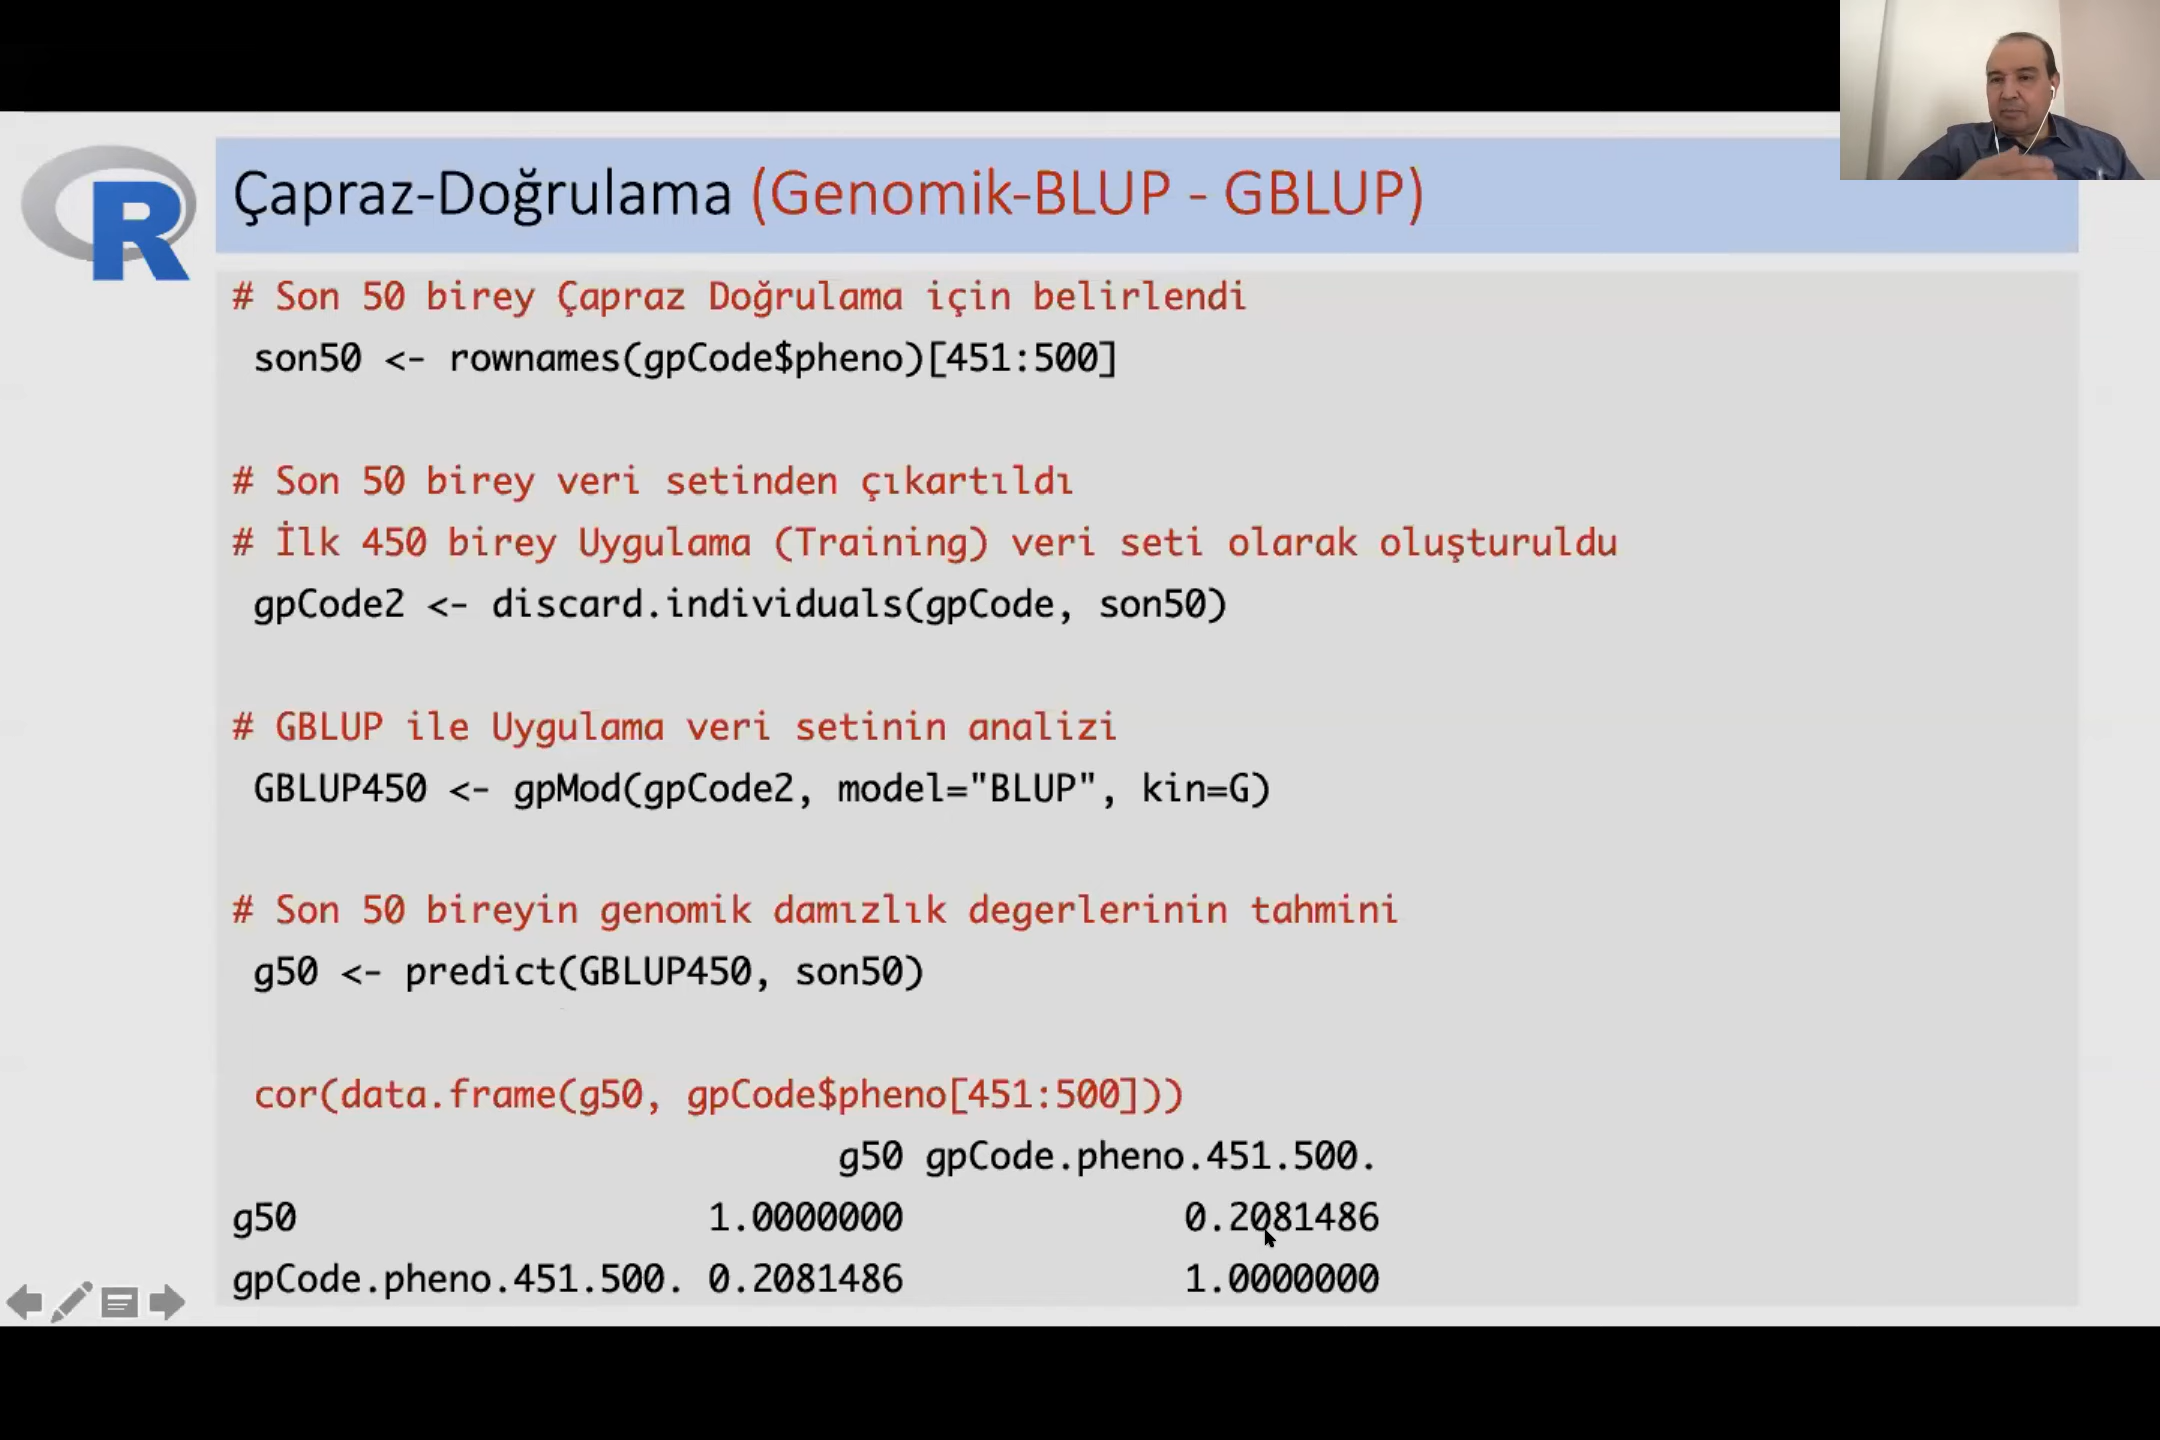 R
Çapraz-Doğrulama (Genomik-BLUP - GBLUP)
# Son 50 birey Çapraz Doğrulama için belirlendi
son50 <- rownames(gpCode$pheno)[451:500]
# Son 50 birey veri setinden çıkartıldı
# İlk 450 birey Uygulama (Training) veri seti olarak oluşturuldu
gpCode2 <- discard.individuals(gpCode, son50)
# GBLUP ile Uygulama veri setinin analizi
GBLUP450 <- gpMod(gpCode2, model="BLUP", kin=G)
# Son 50 bireyin genomik damızlık degerlerinin tahmini
g50 <- predict(GBLUP450, son50)
cor(data.frame(g50, gpCode$pheno[451:500]))
g50 gpCode.pheno.451.500.
g50 1.0000000 0.2081486
gpCode.pheno.451.500. 0.2081486 1.0000000